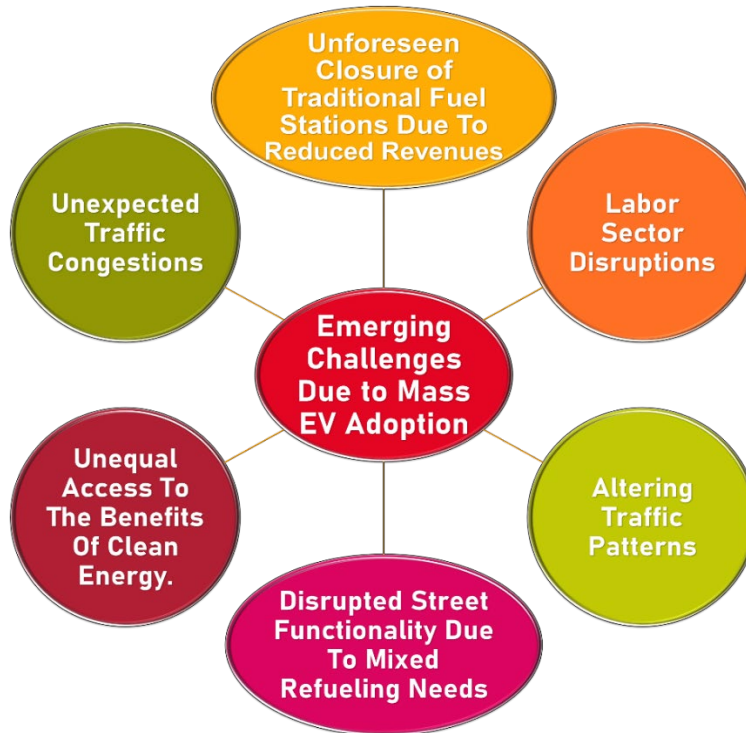 Unforeseen
Closure of
Traditional Fuel
Stations Due To
Reduced Revenues
Unexpected
Traffic
Congestions
Labor
Sector
Disruptions
Emerging
Challenges
Due to Mass
EV Adoption
Unequal
Access To
The Benefits
Of Clean
Energy.
Altering
Traffic
Patterns
Disrupted Street
Functionality Due
To Mixed
Refueling Needs